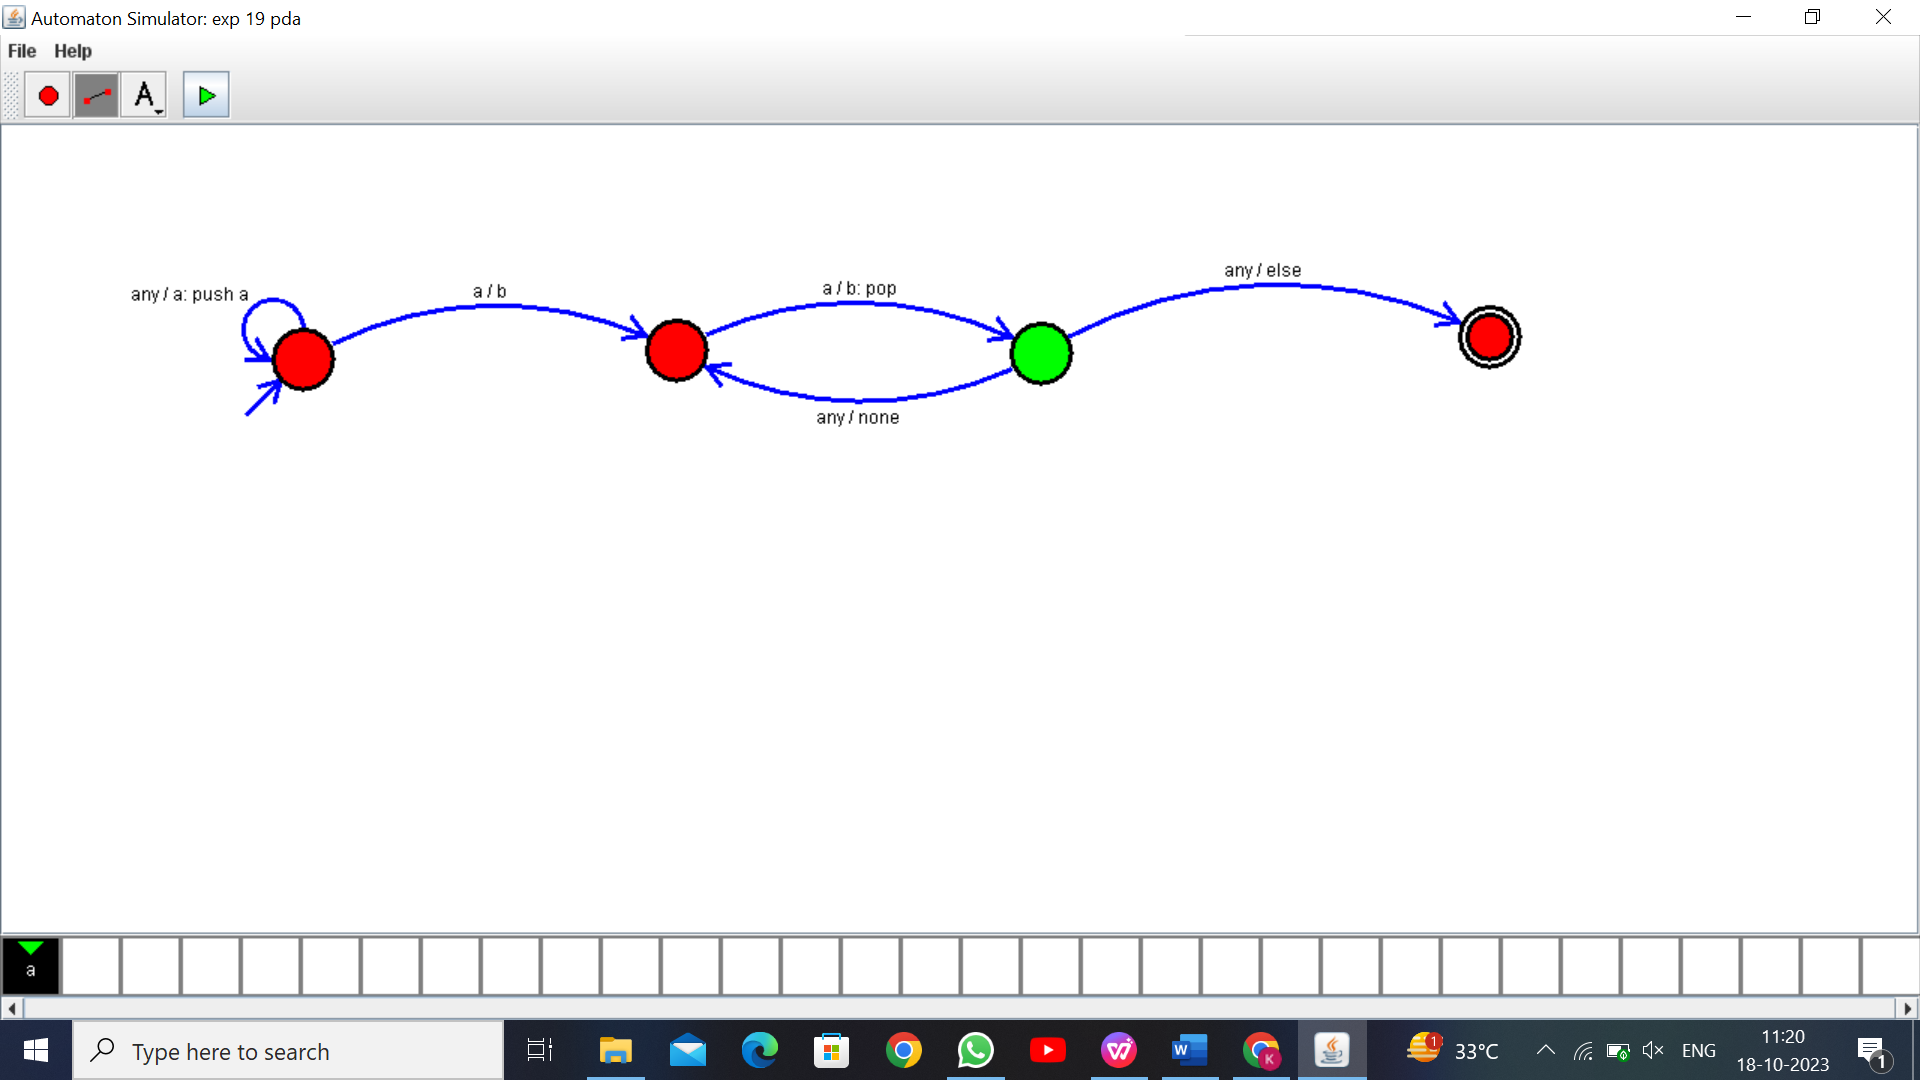 Automaton Simulator: exp 19 pda
File Help
A
any / else
a / b: pop
a / b
any / a: push a
any / none
a
Type here to search
W
K
1
33°C
ENG
11:20
18-10-2023
1